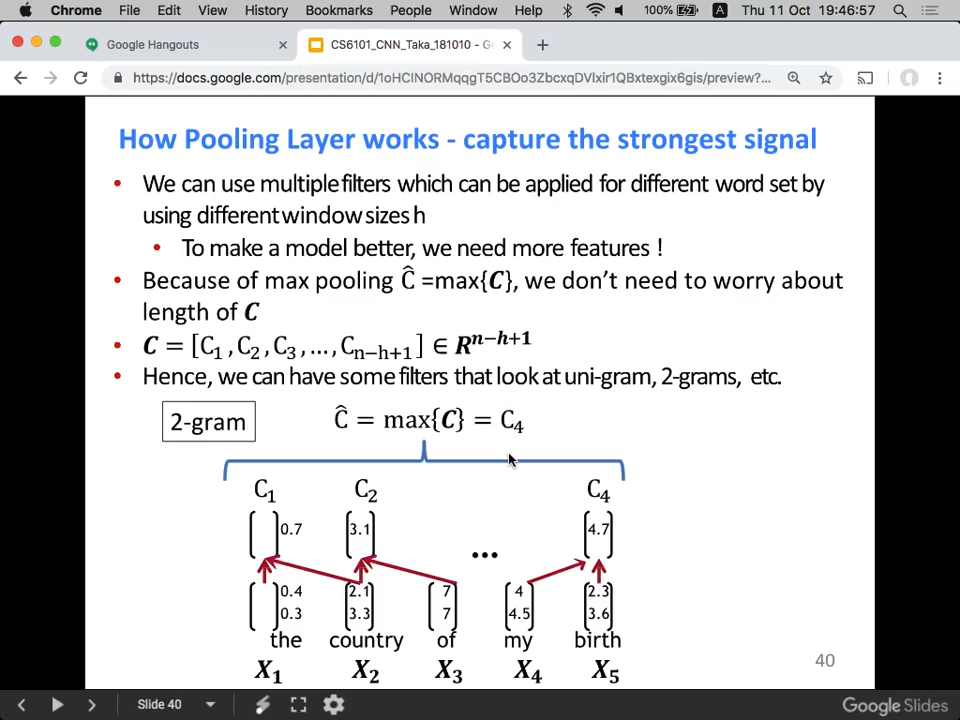 Chrome File Edit View History Bookmarks People Window Help 100% A Thu 11 Oct 19:46:57
Google Hangouts × CS6101_CNN_Taka_181010 - Go ×
https://docs.google.com/presentation/d/1oHClNORMqqgT5CBOo3ZbcxqDVlxir1QBxtexgix6gis/preview?...
How Pooling Layer works - capture the strongest signal
• We can use multiple filters which can be applied for different word set by
using different window sizes h
• To make a model better, we need more features !
• Because of max pooling Ĉ =max{C}, we don't need to worry about
length of C
• C = [C₁ , C₂ , C₃ , ... , Cₙ₋ₕ₊₁ ] ∈ Rⁿ⁻ʰ⁺¹
• Hence, we can have some filters that look at uni-gram, 2-grams, etc.
2-gram Ĉ = max{C} = C₄
C₁ C₂ C₄
0.7 3.1 ... 4.7
0.4 2.1 7 4 2.3
0.3 3.3 7 4.5 3.6
the country of my birth
X₁ X₂ X₃ X₄ X₅
40
Slide 40 Google Slides